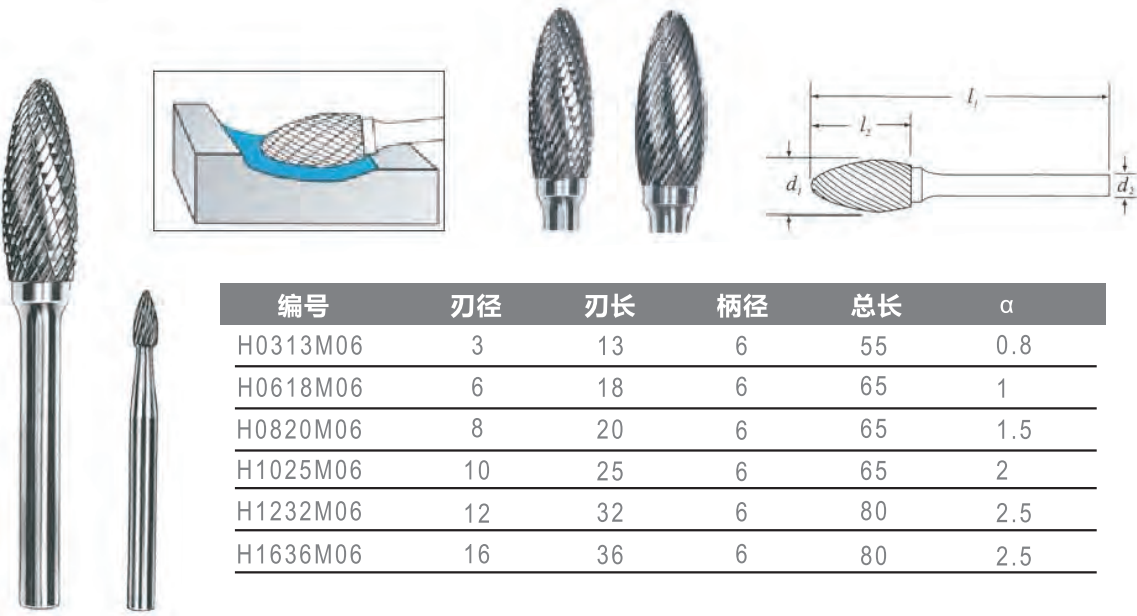 l₁
l₂
d₁ d₂
编号 刃径 刃长 柄径 总长 α
H0313M06 3 13 6 55 0.8
H0618M06 6 18 6 65 1
H0820M06 8 20 6 65 1.5
H1025M06 10 25 6 65 2
H1232M06 12 32 6 80 2.5
H1636M06 16 36 6 80 2.5